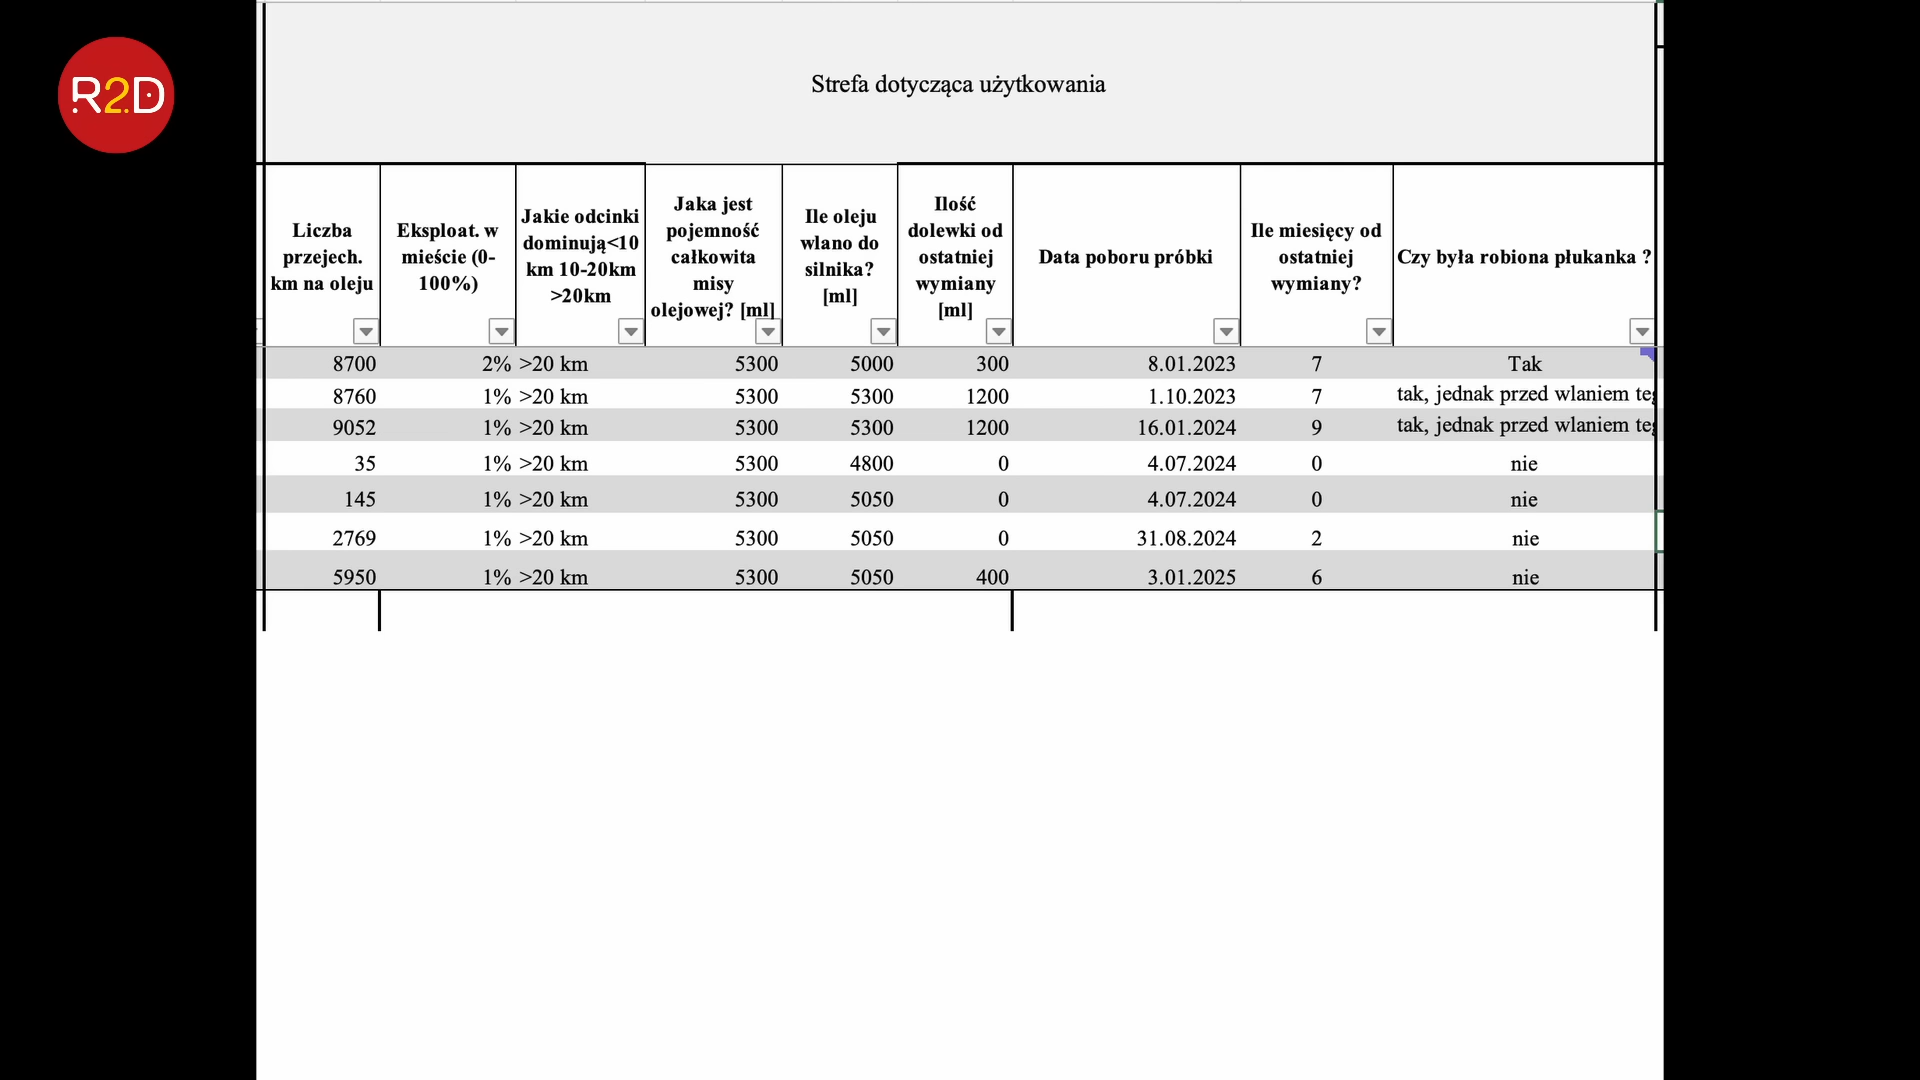 R2D
Strefa dotycząca użytkowania
Liczba
przejech.
km na oleju
Eksploat. w
mieście (0-
100%)
Jakie odcinki
dominują<10
km 10-20km
>20km
Jaka jest
pojemność
całkowita
misy
olejowej? [ml]
Ile oleju
wlano do
silnika?
[ml]
Ilość
dolewki od
ostatniej
wymiany
[ml]
Data poboru próbki
Ile miesięcy od
ostatniej
wymiany?
Czy była robiona płukanka ?
8700 2% >20 km 5300 5000 300 8.01.2023 7 Tak
8760 1% >20 km 5300 5300 1200 1.10.2023 7 tak, jednak przed wlaniem
9052 1% >20 km 5300 5300 1200 16.01.2024 9 tak, jednak przed wlaniem
35 1% >20 km 5300 4800 0 4.07.2024 0 nie
145 1% >20 km 5300 5050 0 4.07.2024 0 nie
2769 1% >20 km 5300 5050 0 31.08.2024 2 nie
5950 1% >20 km 5300 5050 400 3.01.2025 6 nie